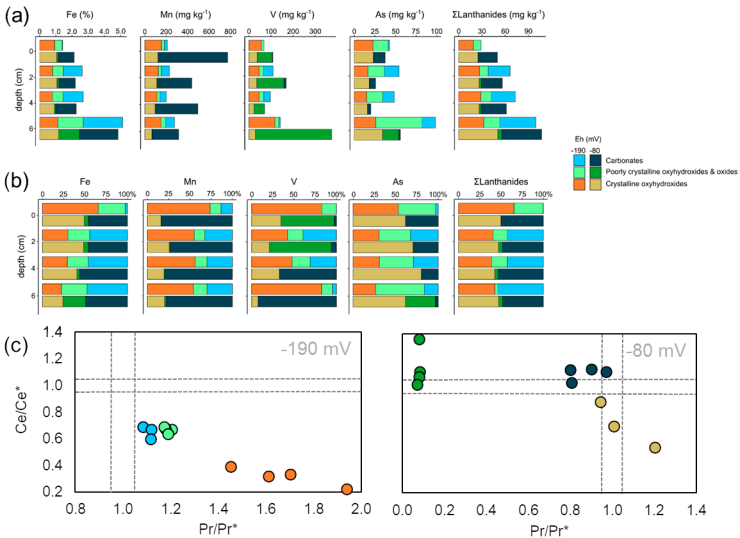 (a)
Fe (%)
Mn (mg kg⁻¹)
V (mg kg⁻¹)
As (mg kg⁻¹)
ΣLanthanides (mg kg⁻¹)
0.0 1.0 2.0 3.0 4.0 5.0
0 200 400 600 800
0 100 200 300
0 25 50 75 100
0 30 60 90
depth (cm)
0
2
4
6
Eh (mV)
-190 -80
Carbonates
Poorly crystalline oxyhydroxides & oxides
Crystalline oxyhydroxides
(b)
Fe
Mn
V
As
ΣLanthanides
0 25 50 75 100%
0 25 50 75 100%
0 25 50 75 100%
0 25 50 75 100%
0 25 50 75 100%
depth (cm)
0
2
4
6
(c)
-190 mV
-80 mV
Ce/Ce*
1.4
1.2
1.0
0.8
0.6
0.4
0.2
0.8 1.0 1.2 1.4 1.6 1.8 2.0
Pr/Pr*
0.0 0.2 0.4 0.6 0.8 1.0 1.2 1.4
Pr/Pr*